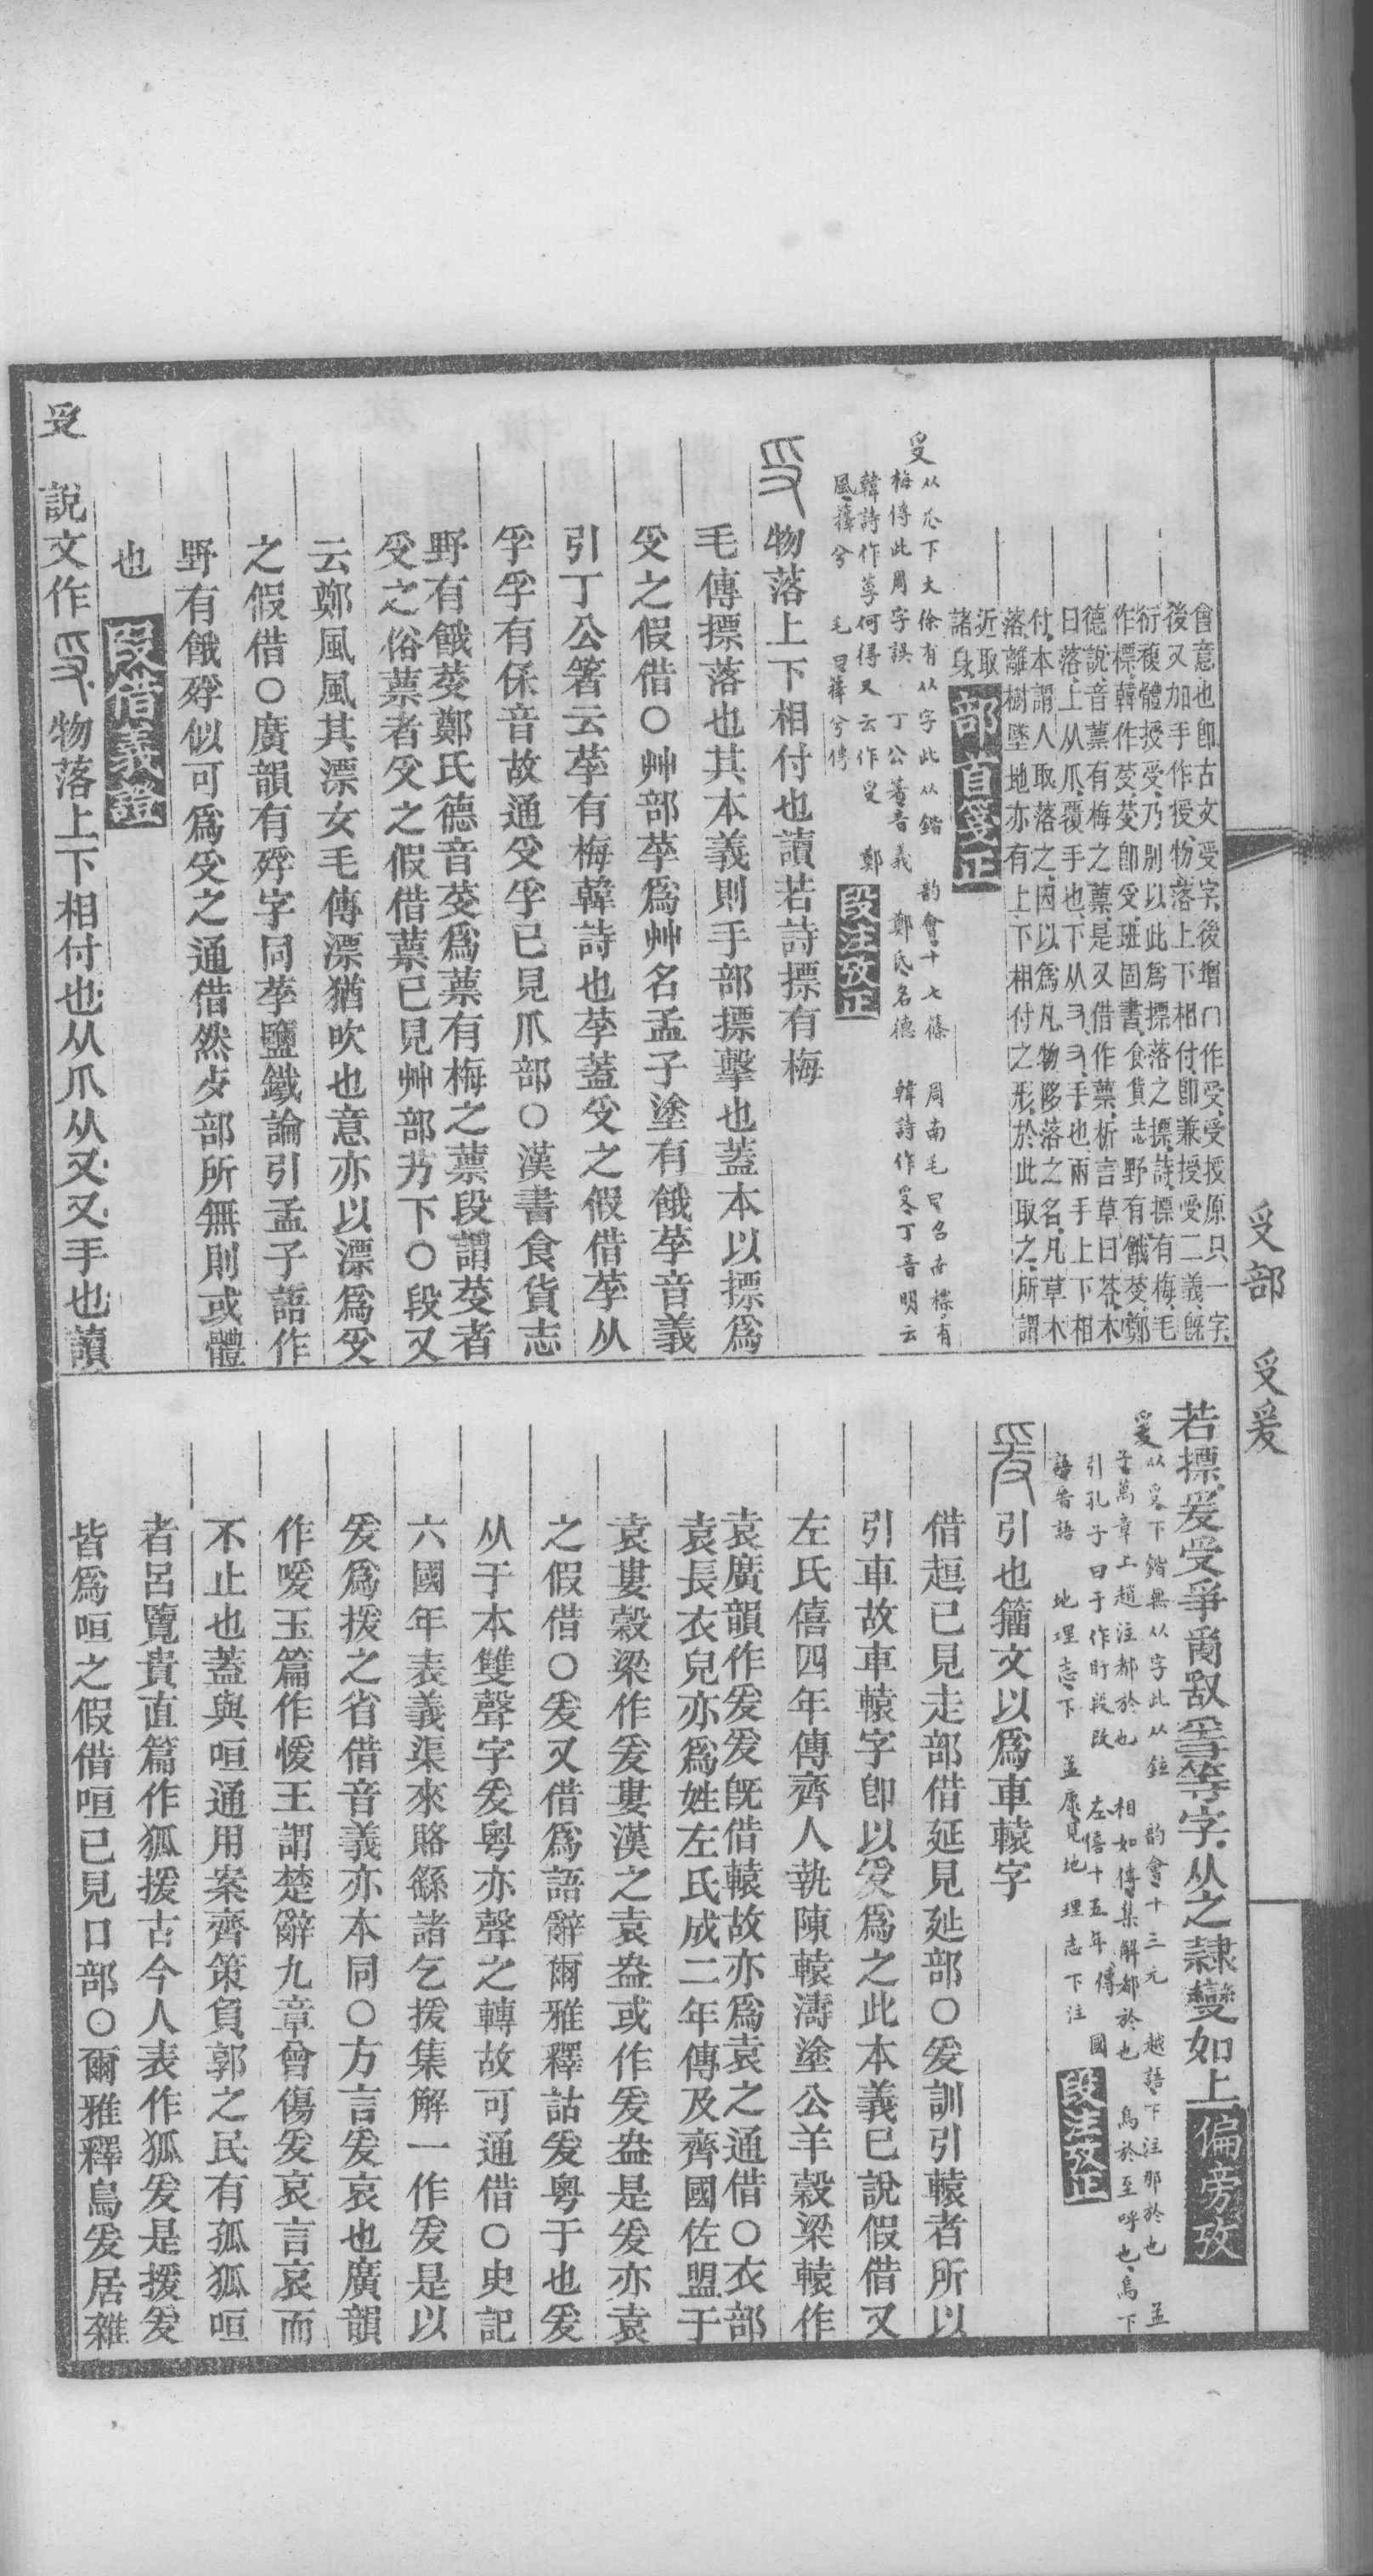 會意也卽古文受字後增冂作受受授原只一字
後又加手作授物落上下相付卽兼授受二義旣
衍複體授受乃別以此爲摽落之摽詩摽有梅毛
作標韓作芰芰卽受班固書食貨志野有餓芰鄭
德說音蔈有梅之蔈是又借作蔈析言草曰苓木
曰落上从爪覆手也下从彐彐手也兩手上下相
付本謂人取落之因以爲凡物陊落之名凡草木
落離樹墜地亦有上下相付之形於此取之所謂
近取
諸身 部首𠬪正
𠬪 从爪下大徐有从字此从鍇 韵會十七篠 周南毛曰召南摽有
梅傳此周字誤 丁公著音義 鄭氏名德 韓詩作𠬪丁音明云
韓詩作莩何得又云作𠬪 鄭
風蘀兮 毛曰蘀兮傳 段注攷正
𠬪 物落上下相付也讀若詩摽有梅
毛傳摽落也其本義則手部摽擊也蓋本以摽爲
𠬪之假借○艸部莩爲艸名孟子塗有餓莩音義
引丁公箸云莩有梅韓詩也莩蓋𠬪之假借莩从
孚孚有保音故通𠬪孚已見爪部○漢書食貨志
野有餓芰鄭氏德音芰爲蔈有梅之蔈段謂芰者
𠬪之俗蔈者𠬪之假借蔈已見艸部艻下○段又
云鄭風風其漂女毛傳漂猶吹也意亦以漂爲𠬪
之假借○廣韻有殍字同莩鹽鐵論引孟子語作
野有餓殍似可爲𠬪之通借然歺部所無則或體
也 段借義證
𠬪 說文作𠬪物落上下相付也从爪从又又手也讀
若摽爰受爭𤔔𠭖𠭥等字从之隷變如上 偏旁攷
爰 从𠬪下鍇無从字此从鉉 韵會十三元 越語下注那於也 孟
子萬章上趙注都於也 相如傳集解都於也 烏於至呼也烏下
引孔子曰于作盱段改 左僖十五年傳 國
語晉語 地理志下 孟康見地理志下注 段注攷正
爰 引也籒文以爲車轅字
借趄已見走部借延見㢟部○爰訓引轅者所以
引車故車轅字卽以爰爲之此本義已說假借又
左氏僖四年傳齊人執陳轅濤塗公羊穀梁轅作
袁廣韻作爰爰旣借轅故亦爲袁之通借○衣部
袁長衣皃亦爲姓左氏成二年傳及齊國佐盟于
袁婁穀梁作爰婁漢之袁盎或作爰盎是爰亦袁
之假借○爰又借爲語辭爾雅釋詁爰粤于也爰
从于本雙聲字爰粤亦聲之轉故可通借○史記
六國年表義渠來賂繇諸乞援集解一作爰是以
爰爲援之省借音義亦本同○方言爰哀也廣韻
作嗳玉篇作愋王謂楚辭九章曾傷爰哀言哀而
不止也蓋與咺通用案齊策負郭之民有孤狐咺
者呂覽貴直篇作狐援古今人表作狐爰是援爰
皆爲咺之假借咺已見口部○爾雅釋鳥爰居雜
𠬪部 𠬪爰